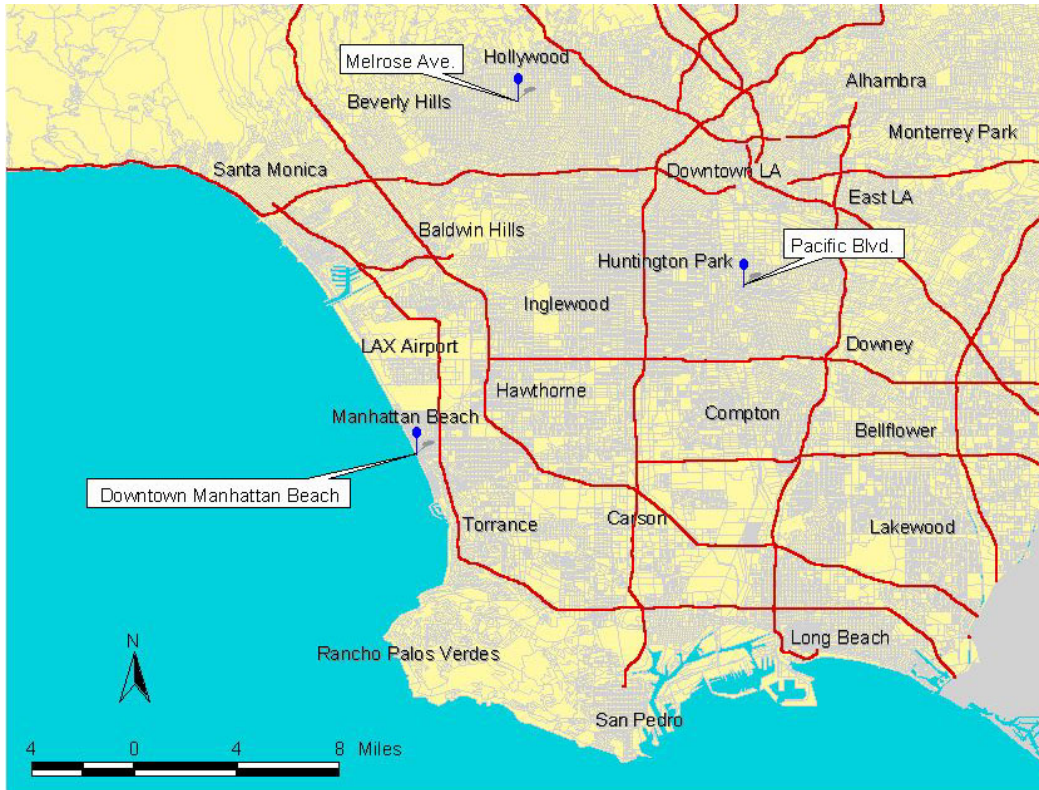 Melrose Ave.
Hollywood
Beverly Hills
Alhambra
Monterrey Park
Santa Monica
Downtown LA
East LA
Baldwin Hills
Pacific Blvd.
Huntington Park
Inglewood
LAX Airport
Downey
Hawthorne
Manhattan Beach
Compton
Bellflower
Downtown Manhattan Beach
Torrance
Carson
Lakewood
N
Long Beach
Rancho Palos Verdes
San Pedro
4 0 4 8 Miles